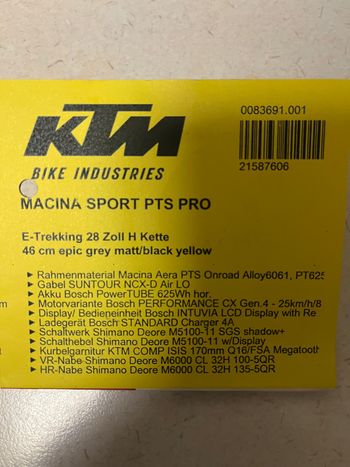 0083691.001
KTM
BIKE INDUSTRIES
21587606
MACINA SPORT PTS PRO
E-Trekking 28 Zoll H Kette
46 cm epic grey matt/black yellow
► Rahmenmaterial Macina Aera PTS Onroad Alloy6061, PT625
► Gabel SUNTOUR NCX-D Air LO
► Akku Bosch PowerTUBE 625Wh hor.
m ► Motorvariante Bosch PERFORMANCE CX Gen.4 - 25km/h/8
► Display/ Bedieneinheit Bosch INTUVIA LCD Display with Re
► Ladegerät Bosch STANDARD Charger 4A
► Schaltwerk Shimano Deore M5100-11 SGS shadow+
► Schalthebel Shimano Deore M5100-11 w/Display
► Kurbelgarnitur KTM COMP ISIS 170mm Q16/FSA Megatooth
► VR-Nabe Shimano Deore M6000 CL 32H 100-5QR
► HR-Nabe Shimano Deore M6000 CL 32H 135-5QR